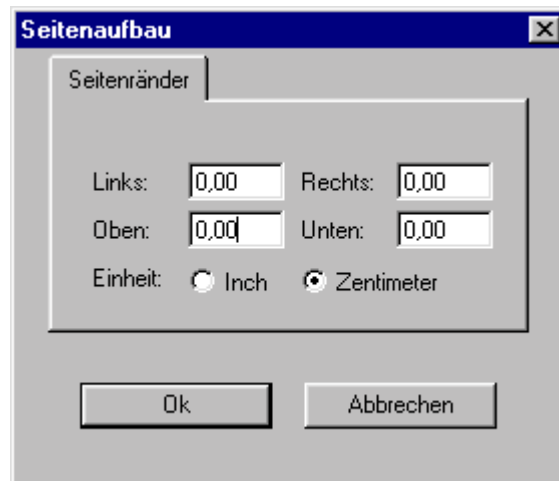 Seitenaufbau
Seitenränder
Links: 0,00 Rechts: 0,00
Oben: 0,00 Unten: 0,00
Einheit: Inch Zentimeter
Ok Abbrechen